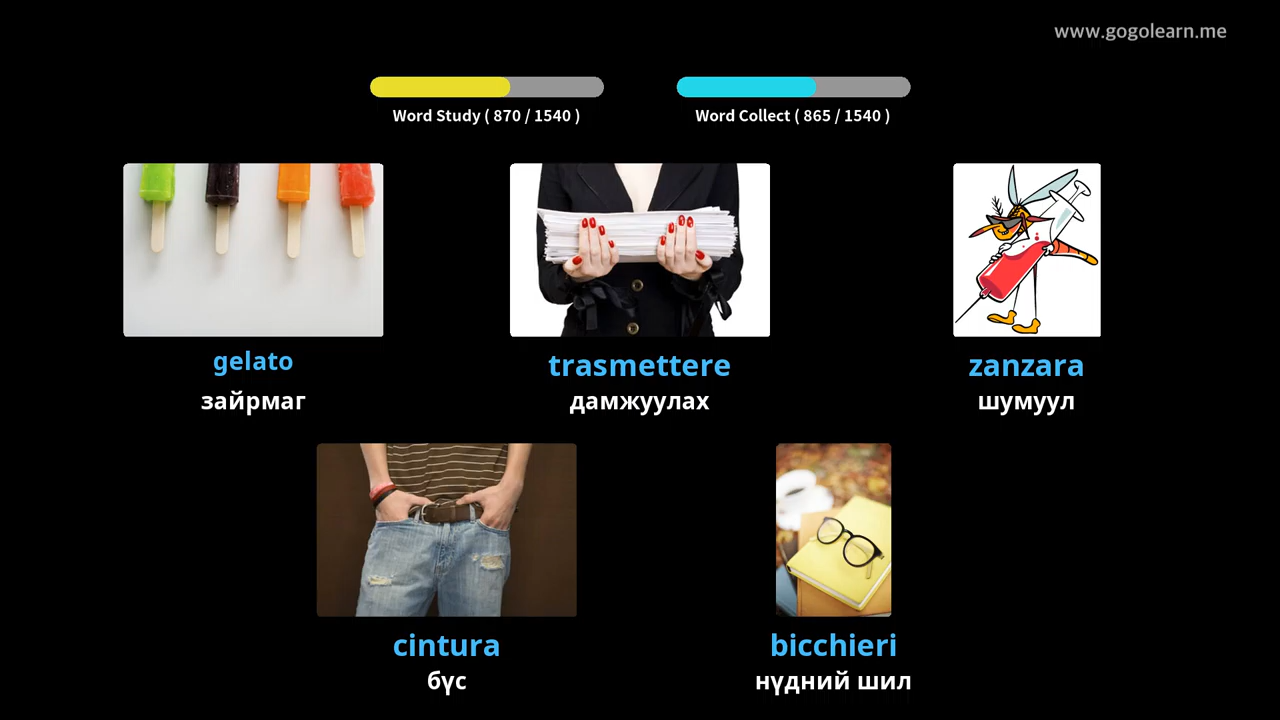 www.gogolearn.me
Word Study ( 870 / 1540 )
Word Collect ( 865 / 1540 )
gelato
зайрмаг
trasmettere
дамжуулах
zanzara
шумуул
cintura
бүс
bicchieri
нүдний шил